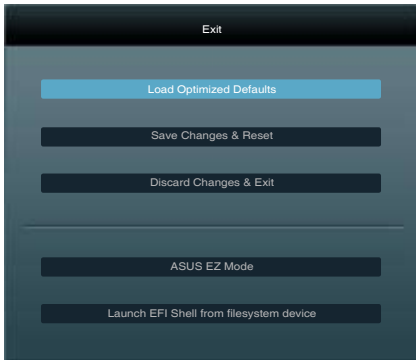 Exit
Load Optimized Defaults
Save Changes & Reset
Discard Changes & Exit
ASUS EZ Mode
Launch EFI Shell from filesystem device